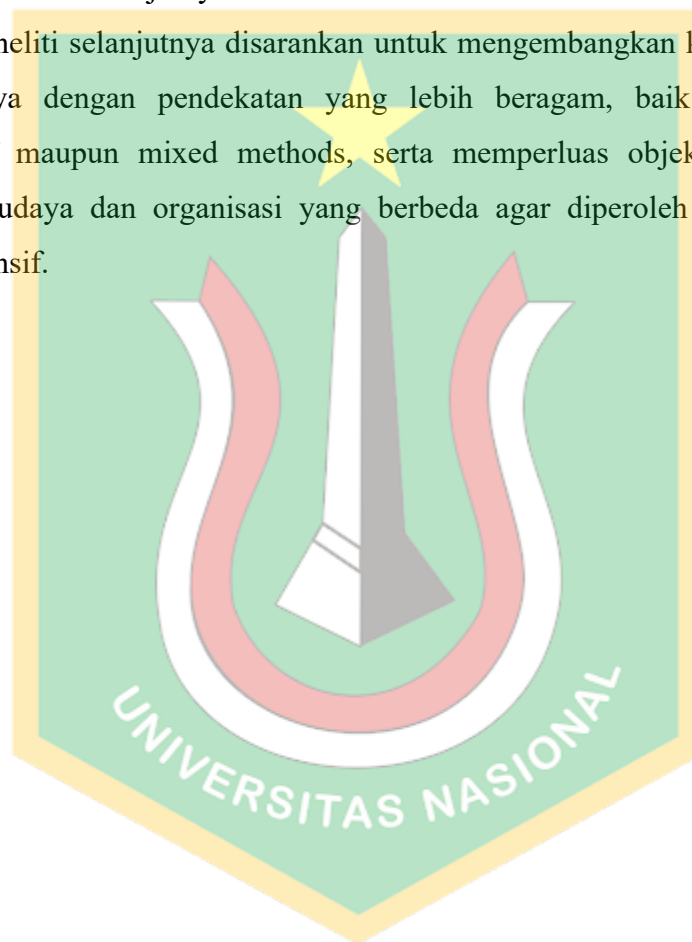 neliti selanjutnya disarankan untuk mengembangkan
ya dengan pendekatan yang lebih beragam, baik
maupun mixed methods, serta memperluas objek
udaya dan organisasi yang berbeda agar diperoleh
nsif.
UNIVERSITAS NASIONAL